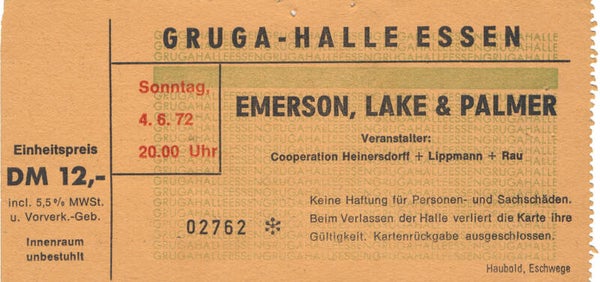 GRUGA-HALLE ESSEN
Sonntag,
4.6.72
20.00 Uhr
EMERSON, LAKE & PALMER
Veranstalter:
Cooperation Heinersdorff + Lippmann + Rau
Einheitspreis
DM 12,-
incl. 5,5% MWSt.
u. Vorverk.-Geb.
Innenraum
unbestuhlt
02762 ✼
Keine Haftung für Personen- und Sachschäden.
Beim Verlassen der Halle verliert die Karte ihre
Gültigkeit. Kartenrückgabe ausgeschlossen.
Haubold, Eschwege